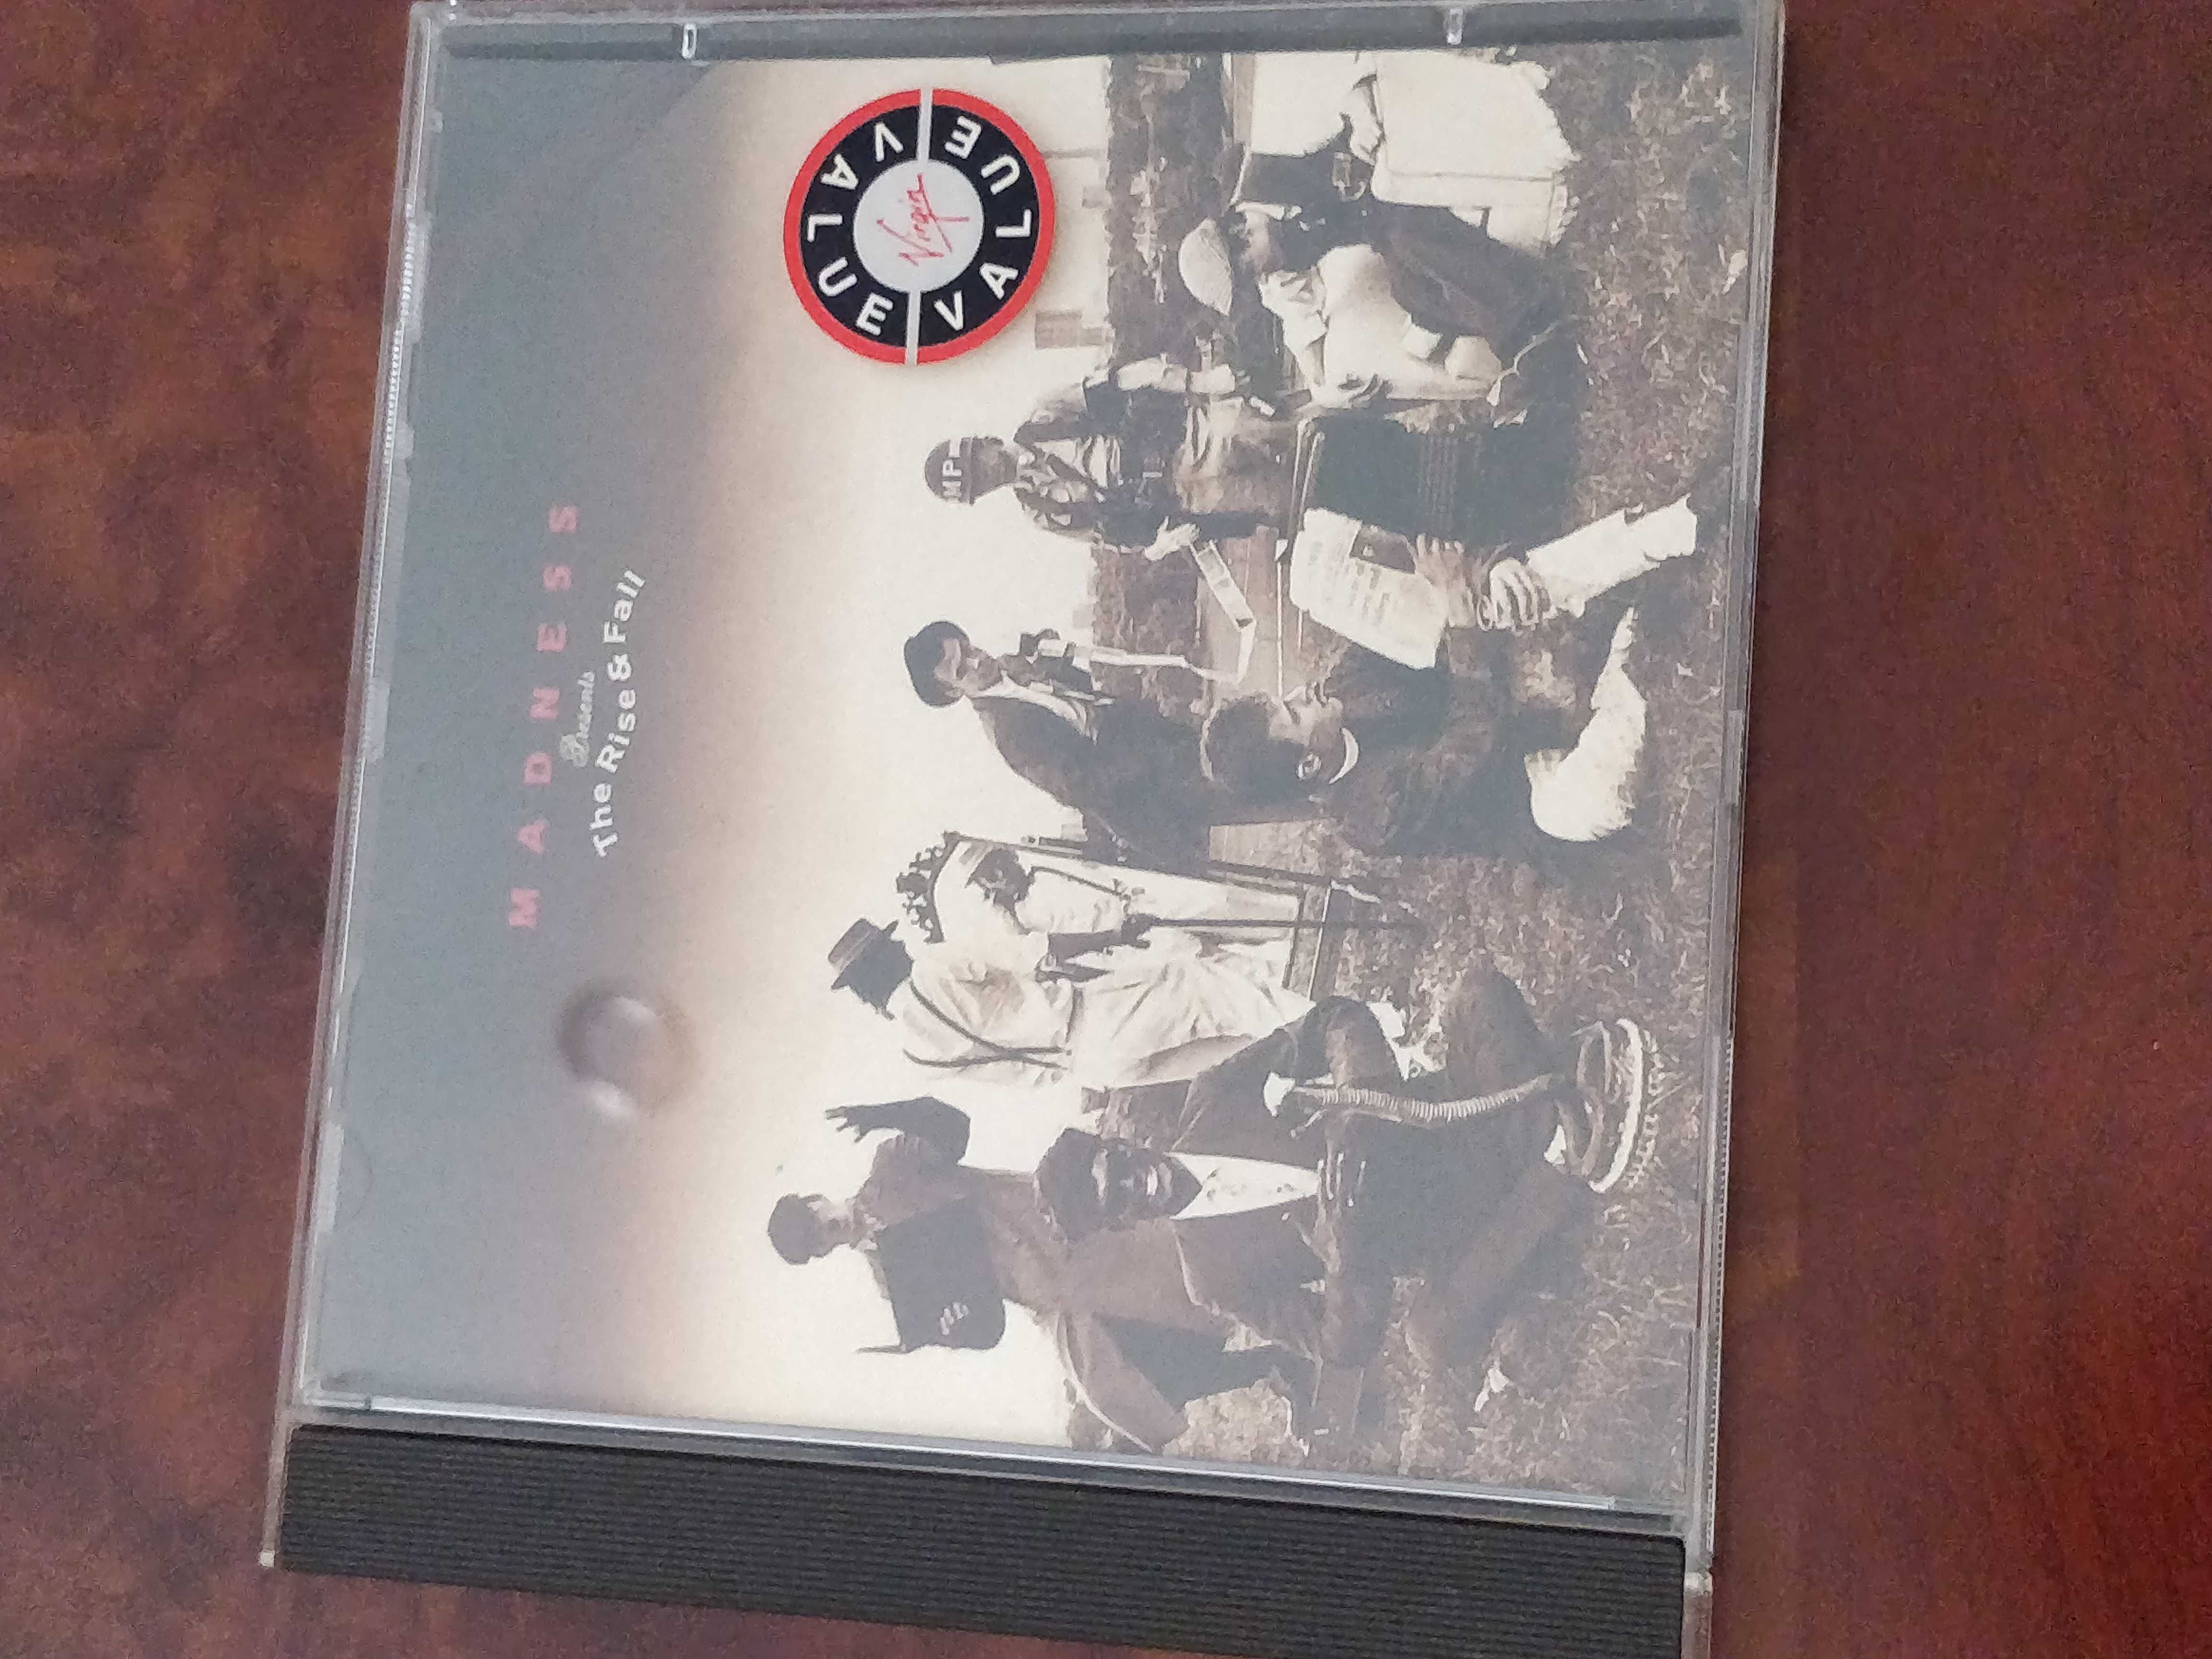 MADNESS
Presents
The Rise & Fall
VALUE
Virgin
VALUE
MP